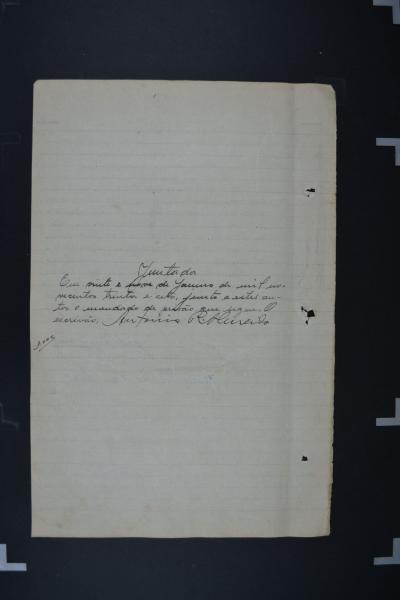 Juntada
Em vinte e nove de Janeiro de mil no-
vecentos trinta e oito, junto a estes au-
tos o mandado de prisão que segue. O
escrivão, Antonio